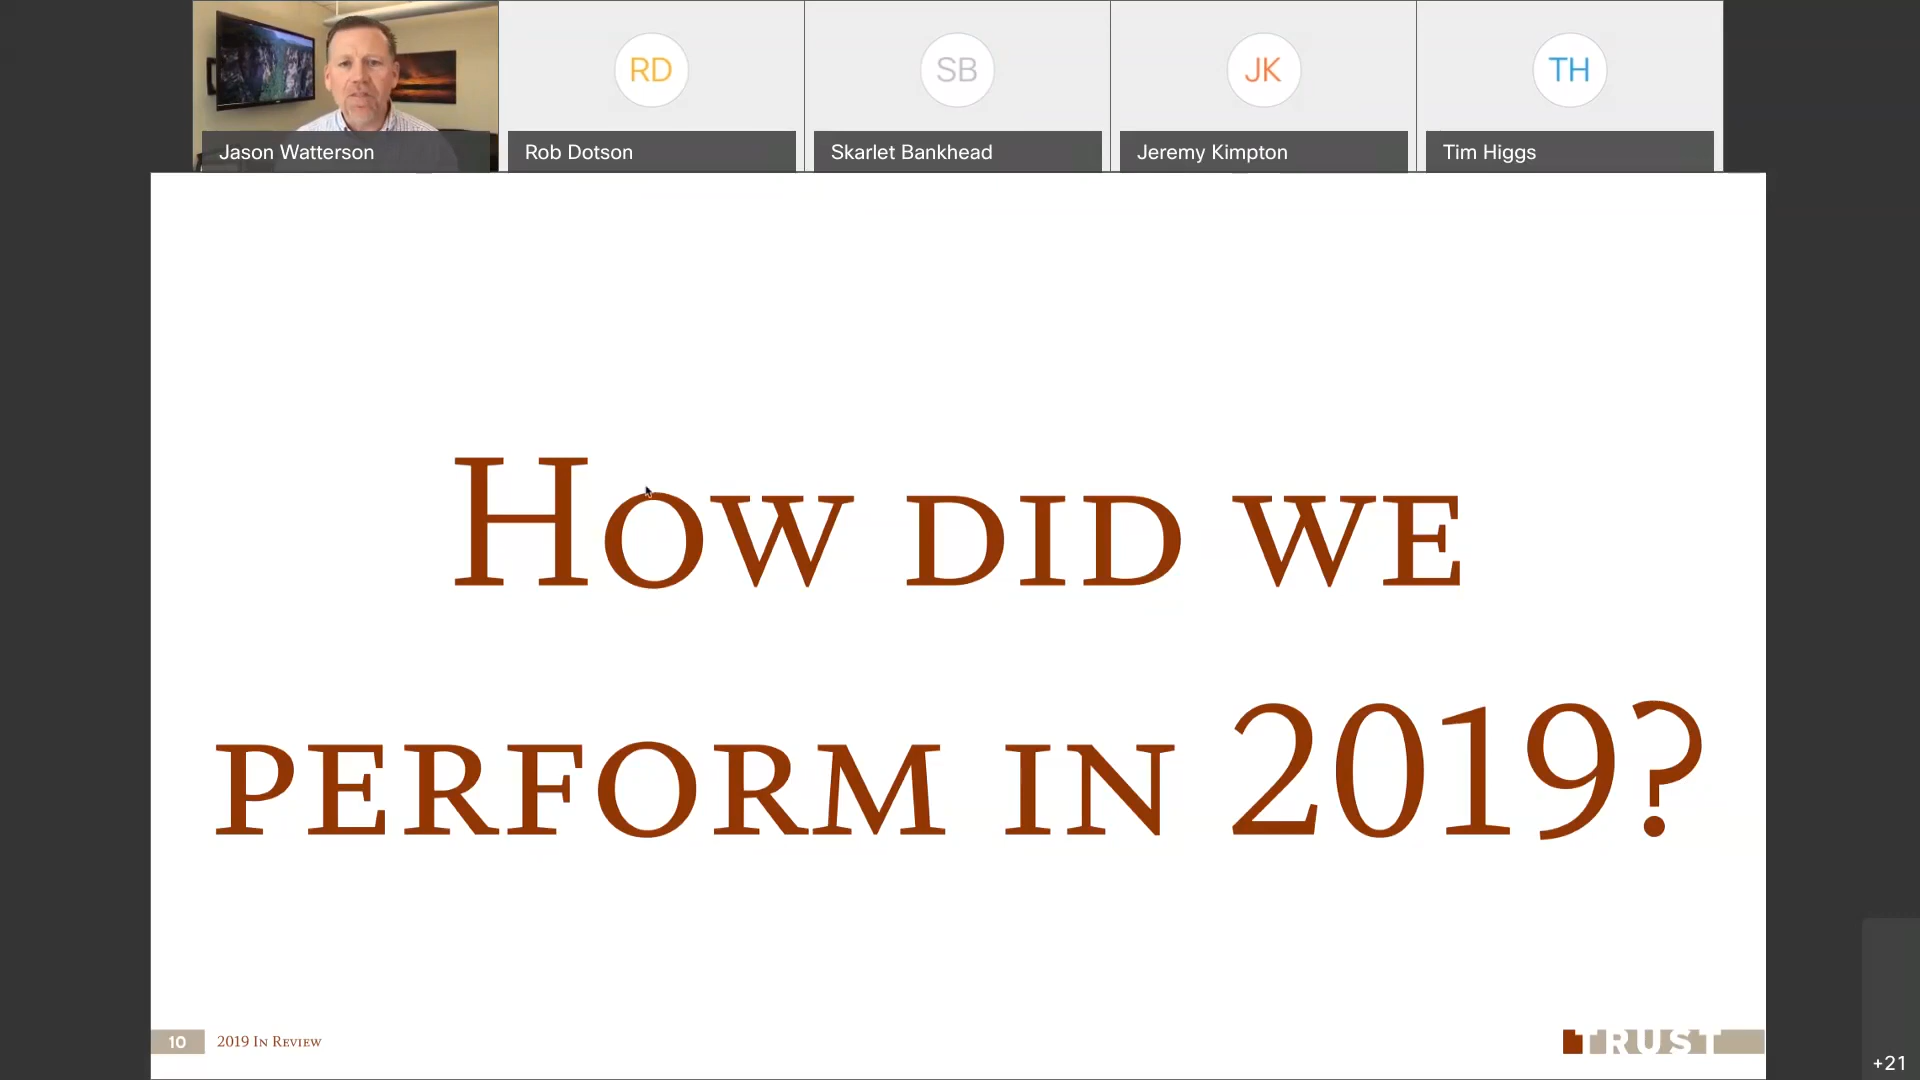 RD
SB
JK
TH
Jason Watterson
Rob Dotson
Skarlet Bankhead
Jeremy Kimpton
Tim Higgs
How did we
perform in 2019?
10
2019 In Review
TRUST
+21